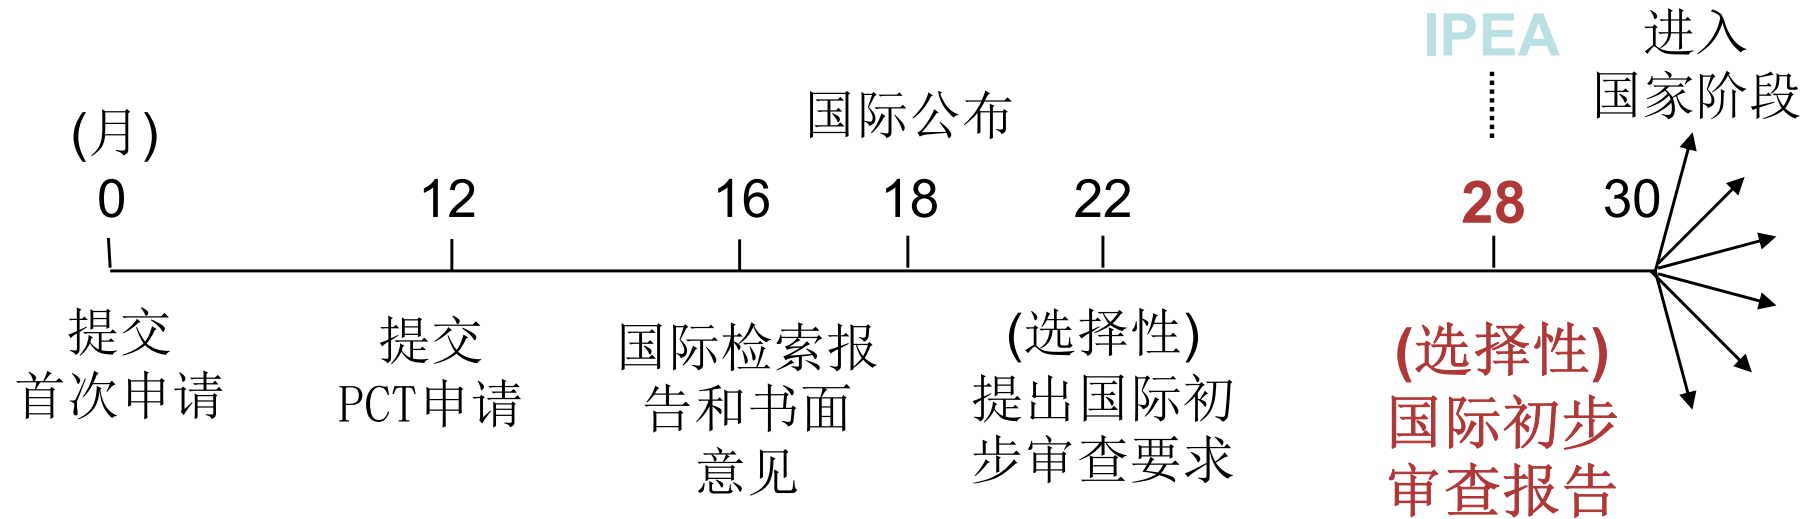 IPEA
进入
国家阶段
国际公布
(月)
0
12
16
18
22
28
30
提交
首次申请
提交
PCT申请
国际检索报
告和书面
意见
(选择性)
提出国际初
步审查要求
(选择性)
国际初步
审查报告